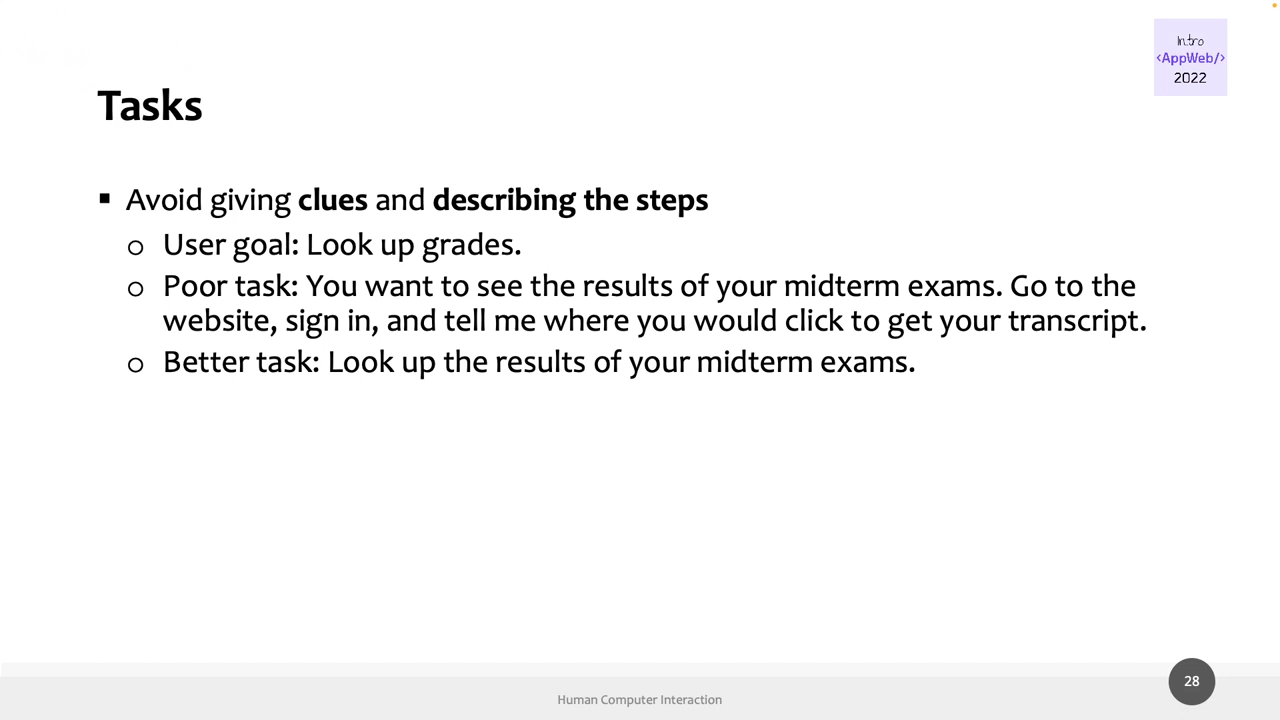 Intro
<AppWeb/>
2022
Tasks
▪ Avoid giving clues and describing the steps
o User goal: Look up grades.
o Poor task: You want to see the results of your midterm exams. Go to the
website, sign in, and tell me where you would click to get your transcript.
o Better task: Look up the results of your midterm exams.
28
Human Computer Interaction